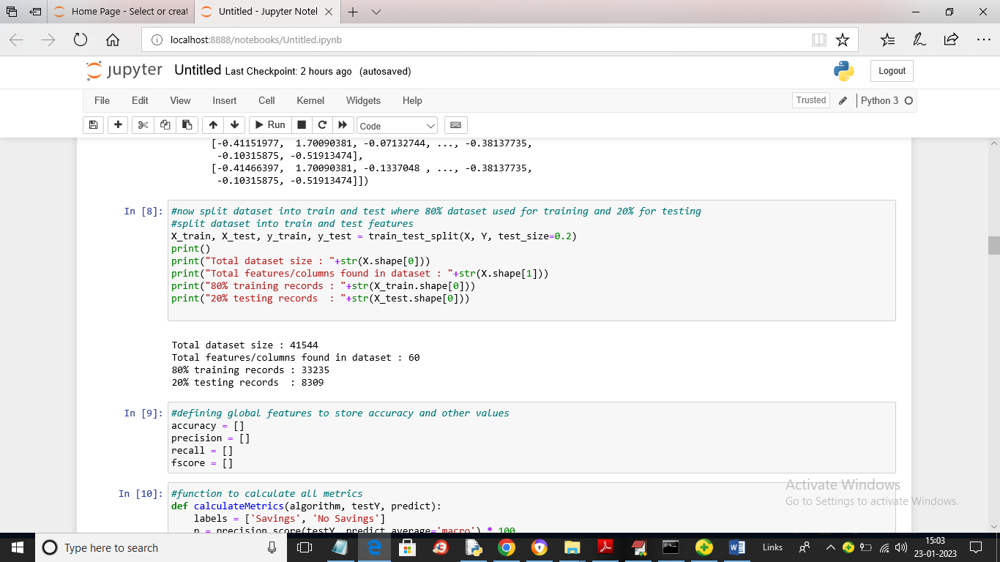 Home Page - Select or creat
Untitled - Jupyter Notel
localhost:8888/notebooks/Untitled.ipynb
jupyter Untitled Last Checkpoint: 2 hours ago (autosaved)
Logout
File Edit View Insert Cell Kernel Widgets Help
Trusted Python 3
Run Code
[-0.41151977, 1.70090381, -0.07132744, ..., -0.38137735,
-0.10315875, -0.51913474],
[-0.41466397, 1.70090381, -0.1337048 , ..., -0.38137735,
-0.10315875, -0.51913474]])
In [8]: #now split dataset into train and test where 80% dataset used for training and 20% for testing
#split dataset into train and test features
X_train, X_test, y_train, y_test = train_test_split(X, Y, test_size=0.2)
print()
print("Total dataset size : "+str(X.shape[0]))
print("Total features/columns found in dataset : "+str(X.shape[1]))
print("80% training records : "+str(X_train.shape[0]))
print("20% testing records  : "+str(X_test.shape[0]))
Total dataset size : 41544
Total features/columns found in dataset : 60
80% training records : 33235
20% testing records  : 8309
In [9]: #defining global features to store accuracy and other values
accuracy = []
precision = []
recall = []
fscore = []
In [10]: #function to calculate all metrics
def calculateMetrics(algorithm, testY, predict):
labels = ['Savings', 'No Savings']
p = precision_score(testY, predict,average='macro') * 100
Activate Windows
Go to Settings to activate Windows.
Type here to search
Links
15:03
23-01-2023